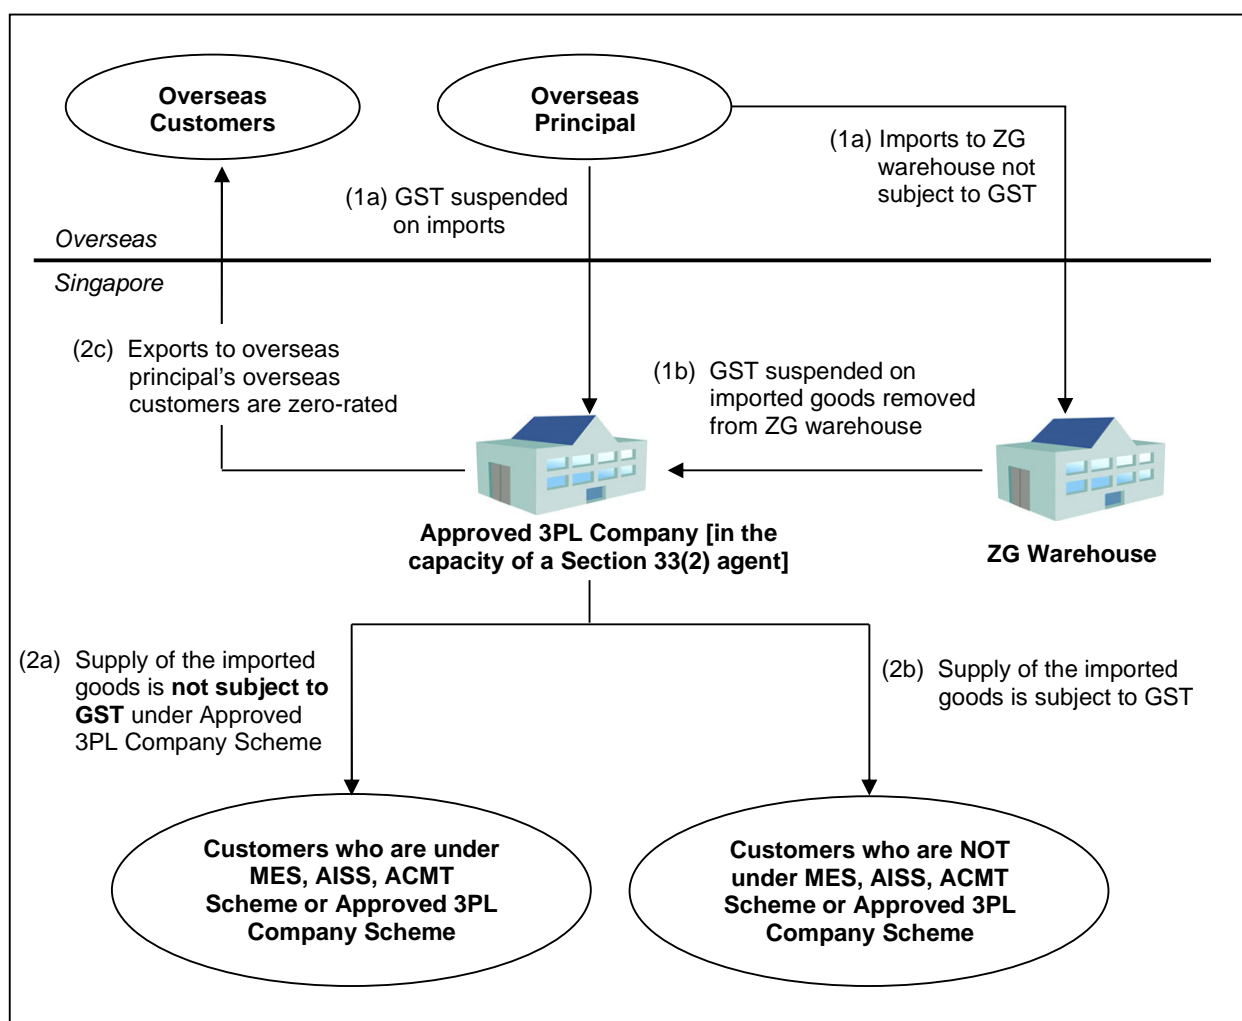 Overseas
Customers
Overseas
Principal
(1a) Imports to ZG
warehouse not
subject to GST
(1a) GST suspended
on imports
Overseas
Singapore
(2c) Exports to overseas
principal's overseas
customers are zero-rated
(1b) GST suspended on
imported goods removed
from ZG warehouse
Approved 3PL Company [in the
capacity of a Section 33(2) agent]
ZG Warehouse
(2a) Supply of the imported
goods is not subject to
GST under Approved
3PL Company Scheme
(2b) Supply of the imported
goods is subject to GST
Customers who are under
MES, AISS, ACMT
Scheme or Approved 3PL
Company Scheme
Customers who are NOT
under MES, AISS, ACMT
Scheme or Approved 3PL
Company Scheme